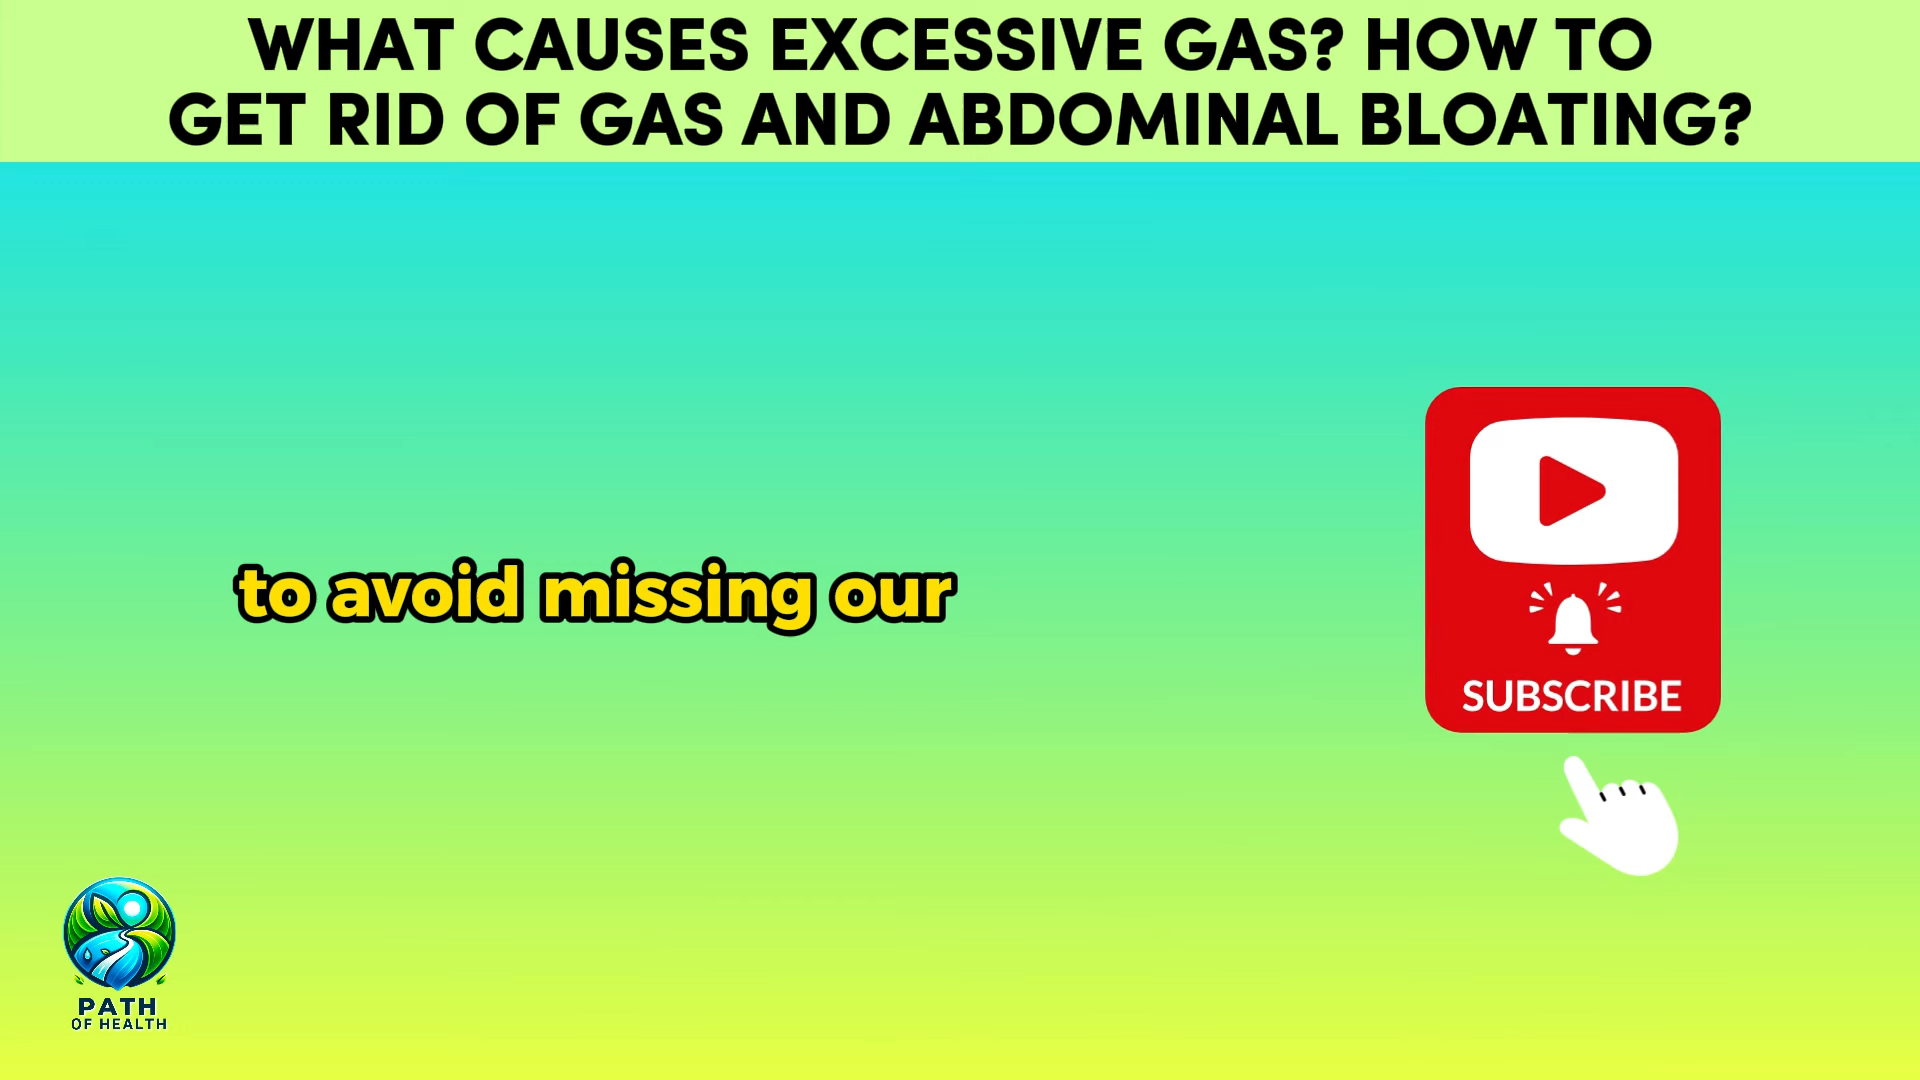 WHAT CAUSES EXCESSIVE GAS? HOW TO
GET RID OF GAS AND ABDOMINAL BLOATING?
to avoid missing our
SUBSCRIBE
PATH
OF HEALTH